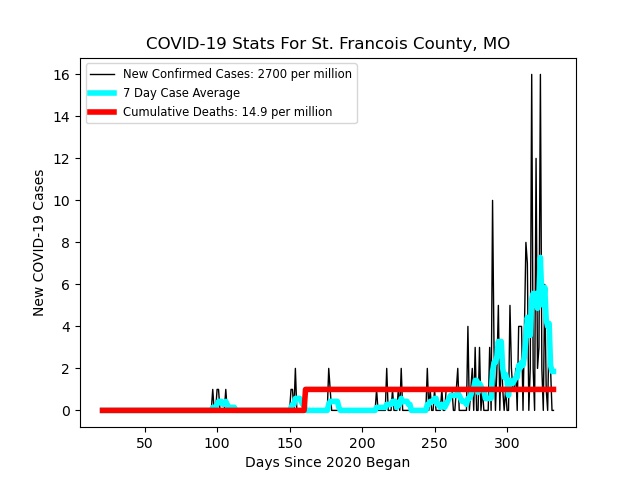 COVID-19 Stats For St. Francois County, MO
New Confirmed Cases: 2700 per million
7 Day Case Average
Cumulative Deaths: 14.9 per million
16
14
12
10
8
6
4
2
0
New COVID-19 Cases
50 100 150 200 250 300
Days Since 2020 Began